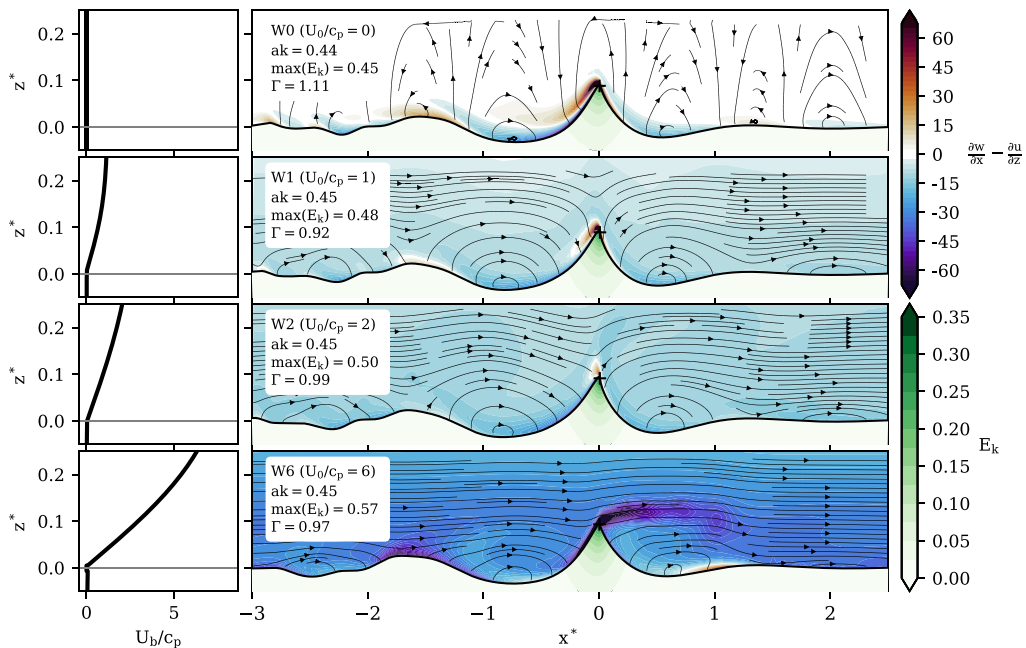 0.2
0.1
0.0
z*
W0 (U₀/cₚ = 0)
ak = 0.44
max(Eₖ) = 0.45
Γ = 1.11
0.2
0.1
0.0
z*
W1 (U₀/cₚ = 1)
ak = 0.45
max(Eₖ) = 0.48
Γ = 0.92
0.2
0.1
0.0
z*
W2 (U₀/cₚ = 2)
ak = 0.45
max(Eₖ) = 0.50
Γ = 0.99
0.2
0.1
0.0
z*
W6 (U₀/cₚ = 6)
ak = 0.45
max(Eₖ) = 0.57
Γ = 0.97
0 5
U_b/cₚ
−3 −2 −1 0 1 2
x*
60
45
30
15
0
-15
-30
-45
-60
∂w/∂x − ∂u/∂z
0.35
0.30
0.25
0.20
0.15
0.10
0.05
0.00
Eₖ